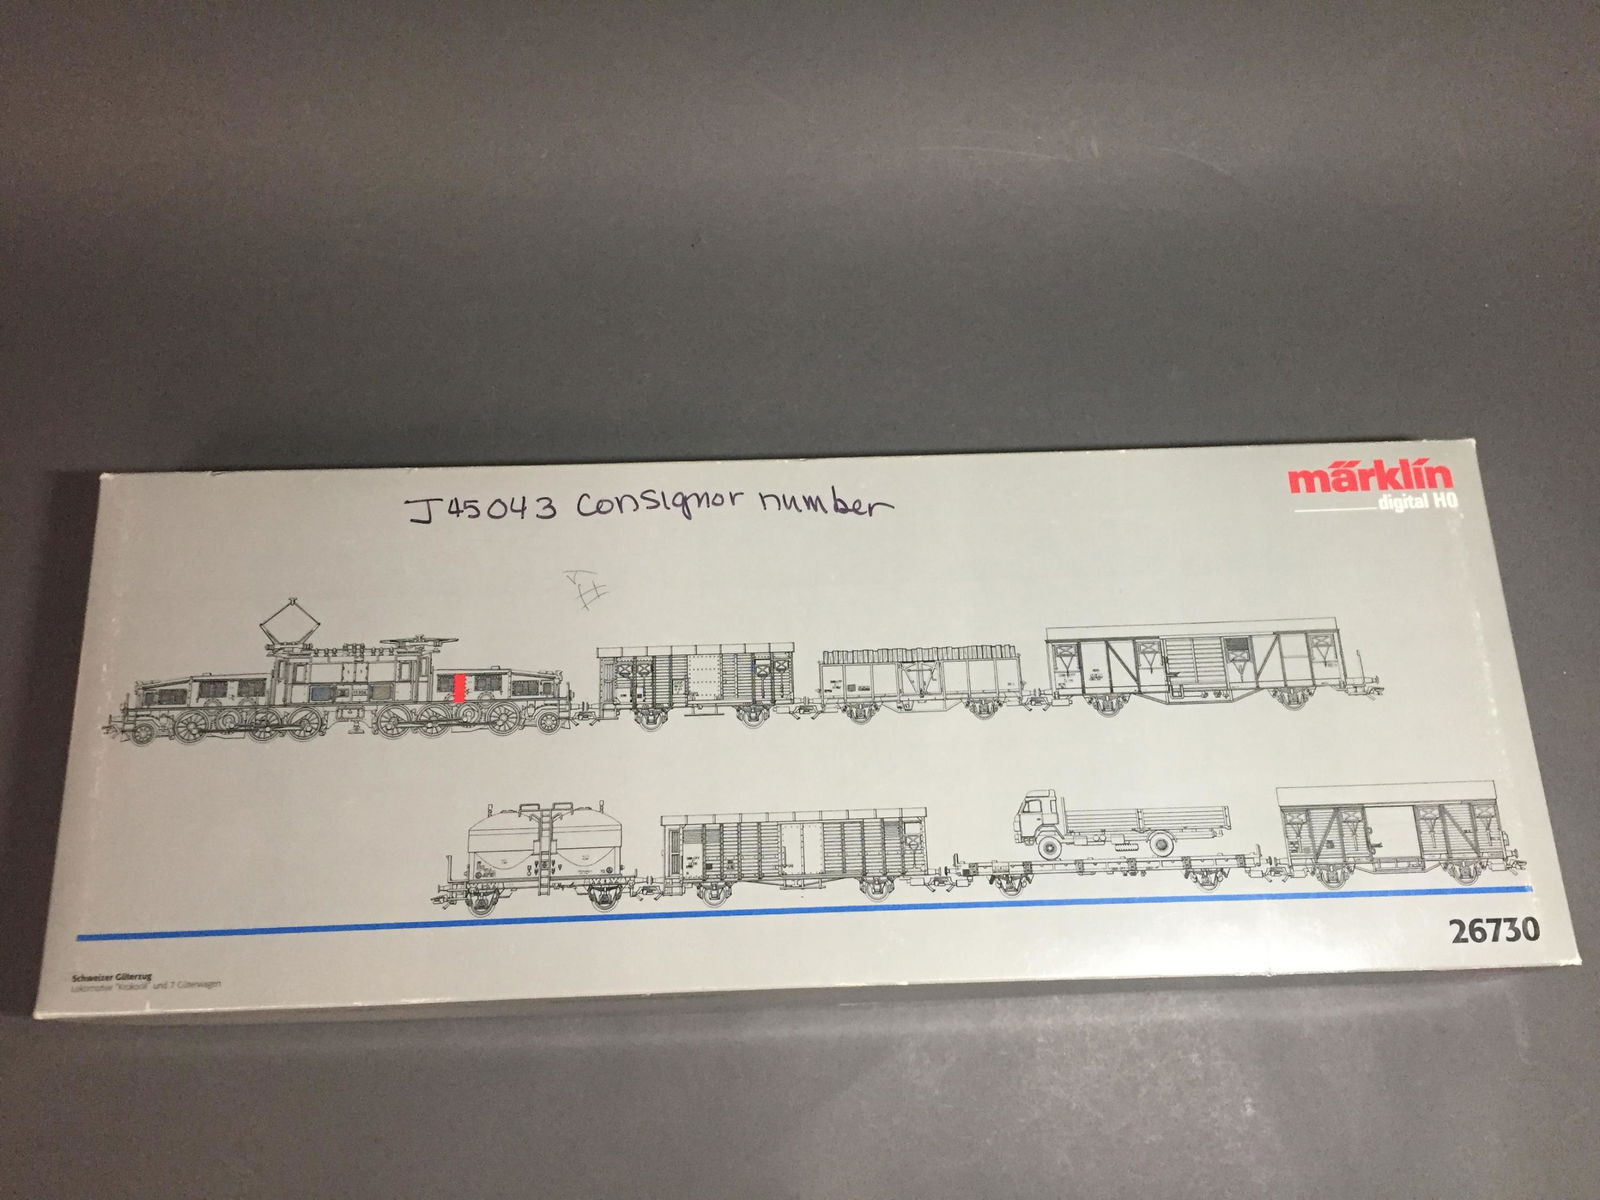 J45043 consignor number
märklin
digital H0
26730
Schweizer Güterzug
Lokomotive "Krokodil" und 7 Güterwagen